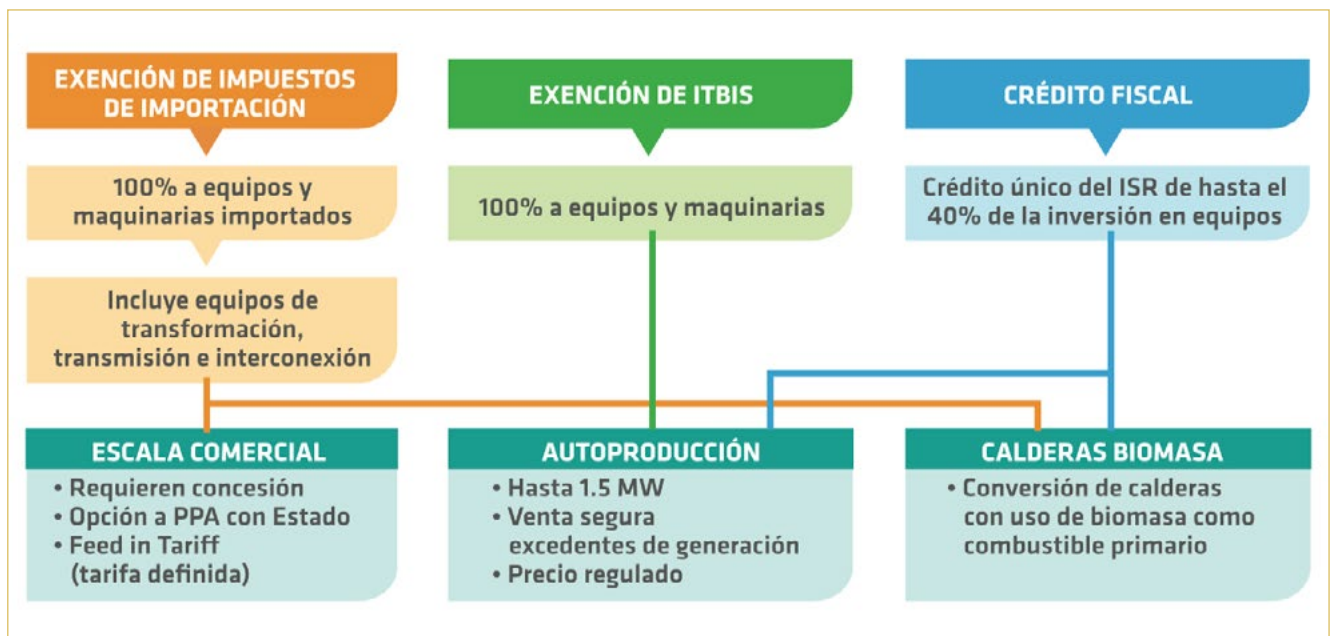 EXENCIÓN DE IMPUESTOS
DE IMPORTACIÓN
100% a equipos y
maquinarias importados
Incluye equipos de
transformación,
transmisión e interconexión
EXENCIÓN DE ITBIS
100% a equipos y maquinarias
CRÉDITO FISCAL
Crédito único del ISR de hasta el
40% de la inversión en equipos
ESCALA COMERCIAL
• Requieren concesión
• Opción a PPA con Estado
• Feed in Tariff
(tarifa definida)
AUTOPRODUCCIÓN
• Hasta 1.5 MW
• Venta segura
excedentes de generación
• Precio regulado
CALDERAS BIOMASA
• Conversión de calderas
con uso de biomasa como
combustible primario